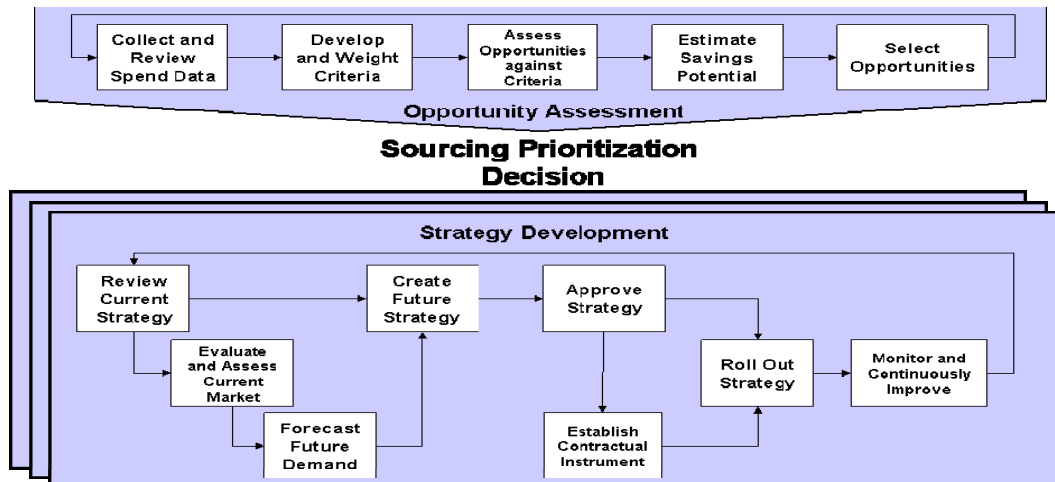 Collect and
Review
Spend Data
Develop
and Weight
Criteria
Assess
Opportunities
against
Criteria
Estimate
Savings
Potential
Select
Opportunities
Opportunity Assessment
Sourcing Prioritization
Decision
Strategy Development
Review
Current
Strategy
Create
Future
Strategy
Approve
Strategy
Evaluate
and Assess
Current
Market
Roll Out
Strategy
Monitor and
Continuously
Improve
Forecast
Future
Demand
Establish
Contractual
Instrument